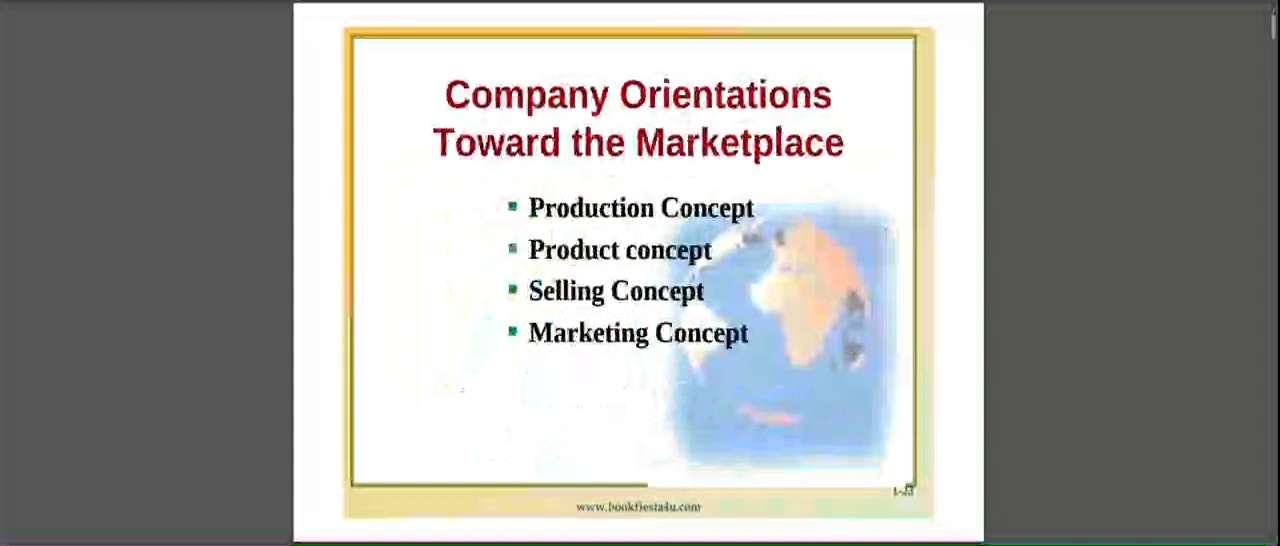 Company Orientations
Toward the Marketplace
▪ Production Concept
▪ Product concept
▪ Selling Concept
▪ Marketing Concept
www.bookfiesta4u.com